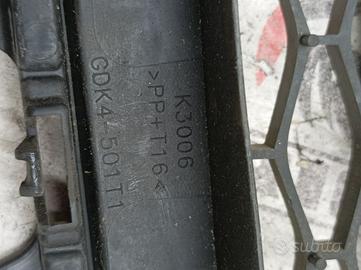 K3006
>PP+T16<
GDK4-501T1
subito